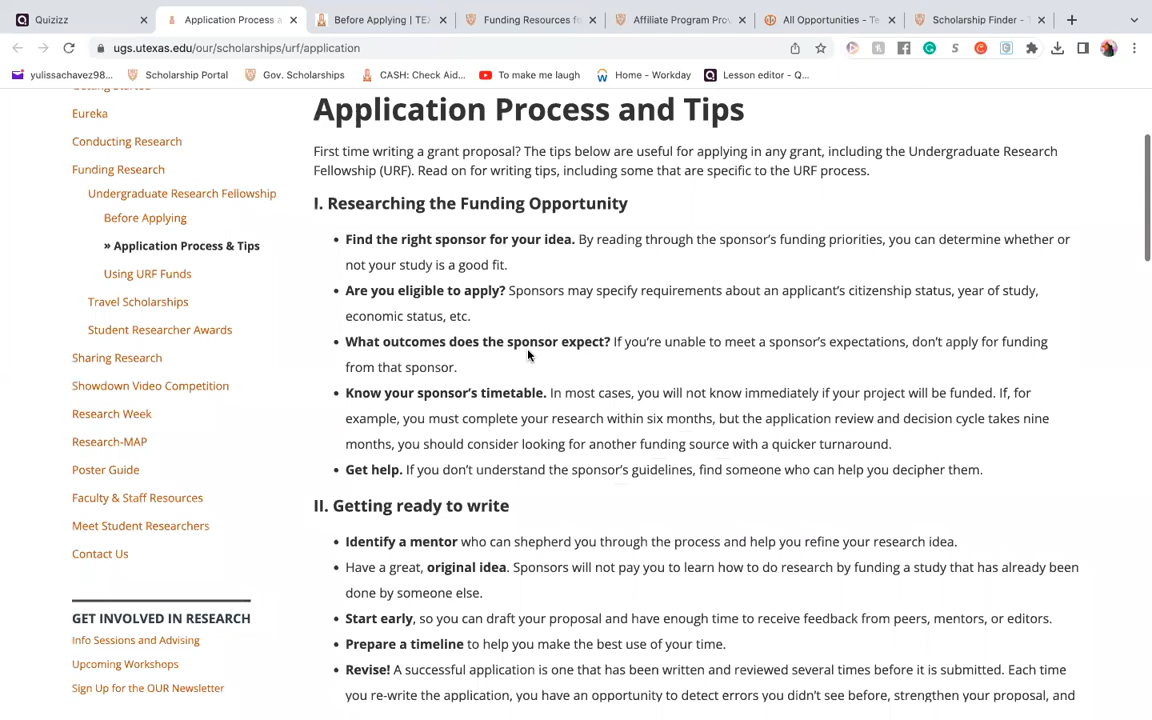 Quizizz
Application Process a
Before Applying | TEX
Funding Resources fo
Affiliate Program Prov
All Opportunities - Te
Scholarship Finder - T
ugs.utexas.edu/our/scholarships/urf/application
yulissachavez98...
Scholarship Portal
Gov. Scholarships
CASH: Check Aid...
To make me laugh
Home - Workday
Lesson editor - Q...
Getting Started
Eureka
Conducting Research
Funding Research
Undergraduate Research Fellowship
Before Applying
» Application Process & Tips
Using URF Funds
Travel Scholarships
Student Researcher Awards
Sharing Research
Showdown Video Competition
Research Week
Research-MAP
Poster Guide
Faculty & Staff Resources
Meet Student Researchers
Contact Us
GET INVOLVED IN RESEARCH
Info Sessions and Advising
Upcoming Workshops
Sign Up for the OUR Newsletter
Application Process and Tips
First time writing a grant proposal? The tips below are useful for applying in any grant, including the Undergraduate Research
Fellowship (URF). Read on for writing tips, including some that are specific to the URF process.
I. Researching the Funding Opportunity
• Find the right sponsor for your idea. By reading through the sponsor's funding priorities, you can determine whether or
not your study is a good fit.
• Are you eligible to apply? Sponsors may specify requirements about an applicant's citizenship status, year of study,
economic status, etc.
• What outcomes does the sponsor expect? If you're unable to meet a sponsor's expectations, don't apply for funding
from that sponsor.
• Know your sponsor's timetable. In most cases, you will not know immediately if your project will be funded. If, for
example, you must complete your research within six months, but the application review and decision cycle takes nine
months, you should consider looking for another funding source with a quicker turnaround.
• Get help. If you don't understand the sponsor's guidelines, find someone who can help you decipher them.
II. Getting ready to write
• Identify a mentor who can shepherd you through the process and help you refine your research idea.
• Have a great, original idea. Sponsors will not pay you to learn how to do research by funding a study that has already been
done by someone else.
• Start early, so you can draft your proposal and have enough time to receive feedback from peers, mentors, or editors.
• Prepare a timeline to help you make the best use of your time.
• Revise! A successful application is one that has been written and reviewed several times before it is submitted. Each time
you re-write the application, you have an opportunity to detect errors you didn't see before, strengthen your proposal, and